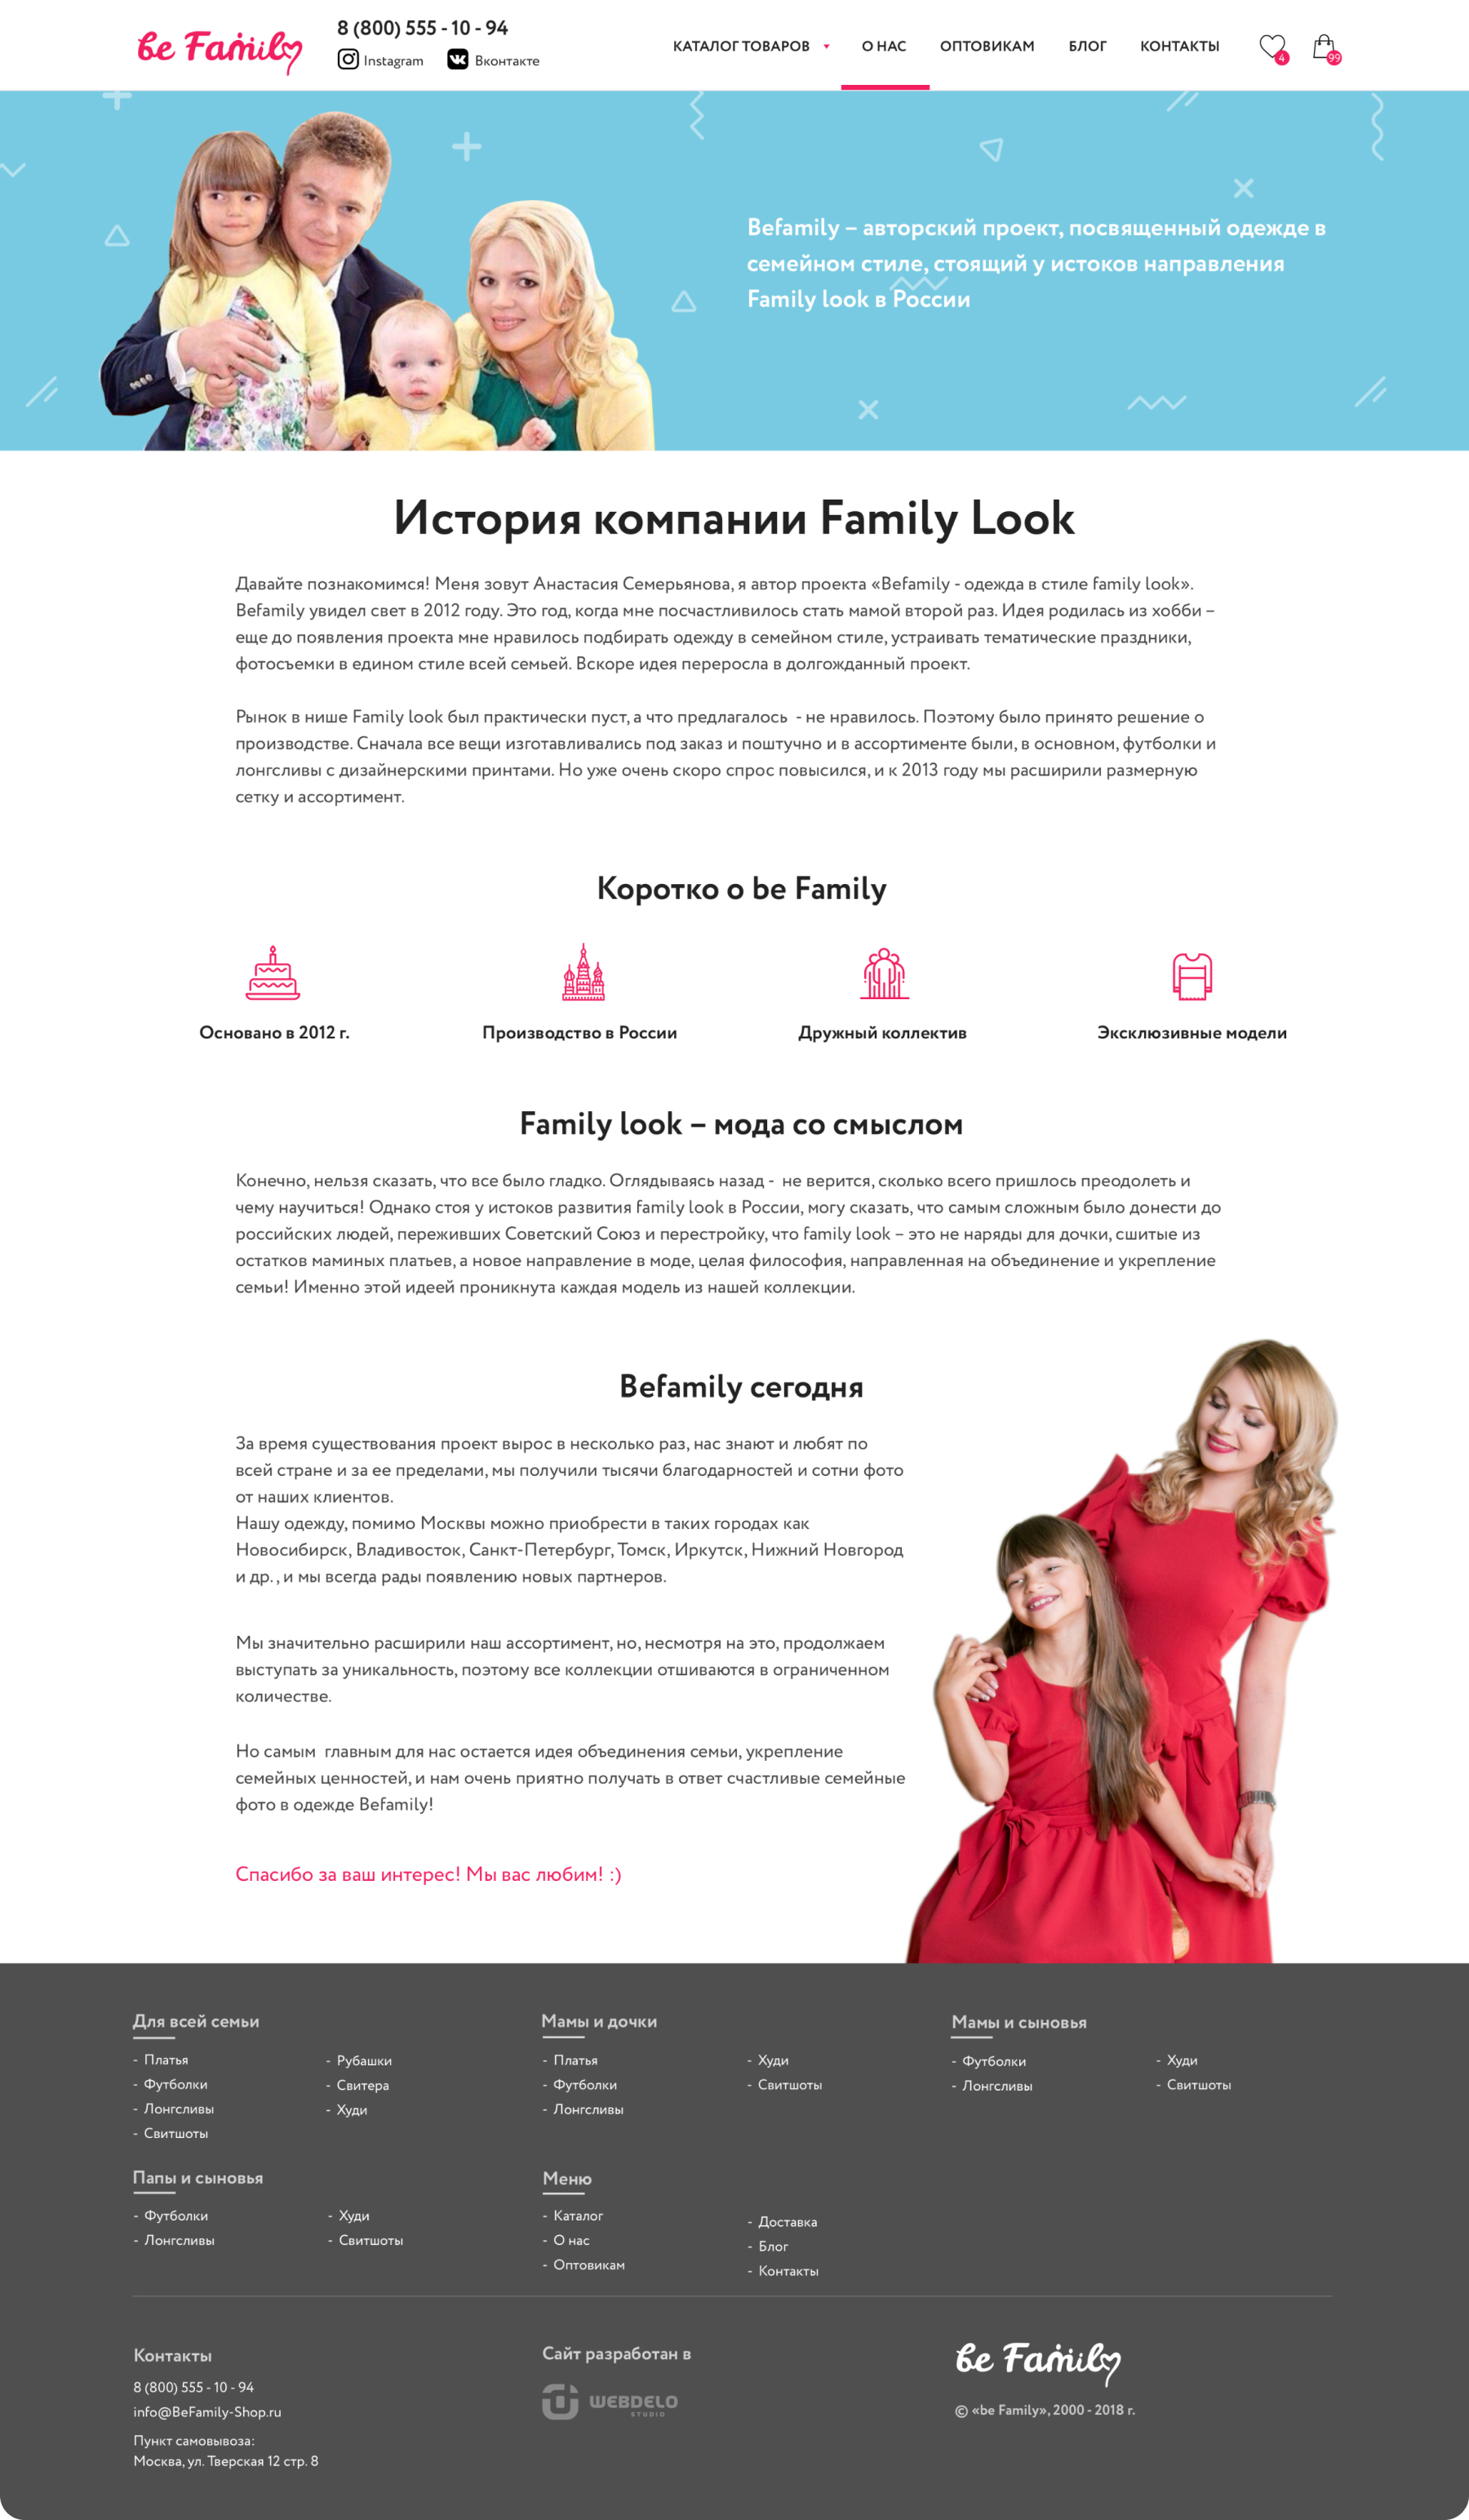 be Family
8 (800) 555 - 10 - 94
Instagram
Вконтакте
КАТАЛОГ ТОВАРОВ
О НАС
ОПТОВИКАМ
БЛОГ
КОНТАКТЫ
4
99
Befamily – авторский проект, посвященный одежде в
семейном стиле, стоящий у истоков направления
Family look в России
История компании Family Look
Давайте познакомимся! Меня зовут Анастасия Семерьянова, я автор проекта «Befamily - одежда в стиле family look».
Befamily увидел свет в 2012 году. Это год, когда мне посчастливилось стать мамой второй раз. Идея родилась из хобби –
еще до появления проекта мне нравилось подбирать одежду в семейном стиле, устраивать тематические праздники,
фотосъемки в едином стиле всей семьей. Вскоре идея переросла в долгожданный проект.
Рынок в нише Family look был практически пуст, а что предлагалось  - не нравилось. Поэтому было принято решение о
производстве. Сначала все вещи изготавливались под заказ и поштучно и в ассортименте были, в основном, футболки и
лонгсливы с дизайнерскими принтами. Но уже очень скоро спрос повысился, и к 2013 году мы расширили размерную
сетку и ассортимент.
Коротко о be Family
Основано в 2012 г.
Производство в России
Дружный коллектив
Эксклюзивные модели
Family look – мода со смыслом
Конечно, нельзя сказать, что все было гладко. Оглядываясь назад -  не верится, сколько всего пришлось преодолеть и
чему научиться! Однако стоя у истоков развития family look в России, могу сказать, что самым сложным было донести до
российских людей, переживших Советский Союз и перестройку, что family look – это не наряды для дочки, сшитые из
остатков маминых платьев, а новое направление в моде, целая философия, направленная на объединение и укрепление
семьи! Именно этой идеей проникнута каждая модель из нашей коллекции.
Befamily сегодня
За время существования проект вырос в несколько раз, нас знают и любят по
всей стране и за ее пределами, мы получили тысячи благодарностей и сотни фото
от наших клиентов.
Нашу одежду, помимо Москвы можно приобрести в таких городах как
Новосибирск, Владивосток, Санкт-Петербург, Томск, Иркутск, Нижний Новгород
и др. , и мы всегда рады появлению новых партнеров.
Мы значительно расширили наш ассортимент, но, несмотря на это, продолжаем
выступать за уникальность, поэтому все коллекции отшиваются в ограниченном
количестве.
Но самым  главным для нас остается идея объединения семьи, укрепление
семейных ценностей, и нам очень приятно получать в ответ счастливые семейные
фото в одежде Befamily!
Спасибо за ваш интерес! Мы вас любим! :)
Для всей семьи
- Платья
- Футболки
- Лонгсливы
- Свитшоты
- Рубашки
- Свитера
- Худи
Мамы и дочки
- Платья
- Футболки
- Лонгсливы
- Худи
- Свитшоты
Мамы и сыновья
- Футболки
- Лонгсливы
- Худи
- Свитшоты
Папы и сыновья
- Футболки
- Лонгсливы
- Худи
- Свитшоты
Меню
- Каталог
- О нас
- Оптовикам
- Доставка
- Блог
- Контакты
Контакты
8 (800) 555 - 10 - 94
info@BeFamily-Shop.ru
Пункт самовывоза:
Москва, ул. Тверская 12 стр. 8
Сайт разработан в
WEBDELO
STUDIO
be Family
© «be Family», 2000 - 2018 г.